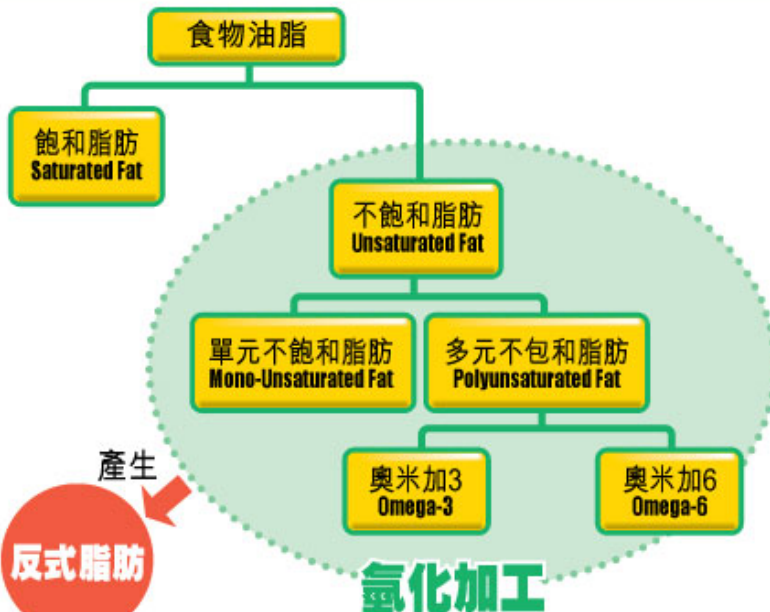 食物油脂
飽和脂肪
Saturated Fat
不飽和脂肪
Unsaturated Fat
單元不飽和脂肪
Mono-Unsaturated Fat
多元不包和脂肪
Polyunsaturated Fat
奧米加3
Omega-3
奧米加6
Omega-6
產生
反式脂肪
氫化加工